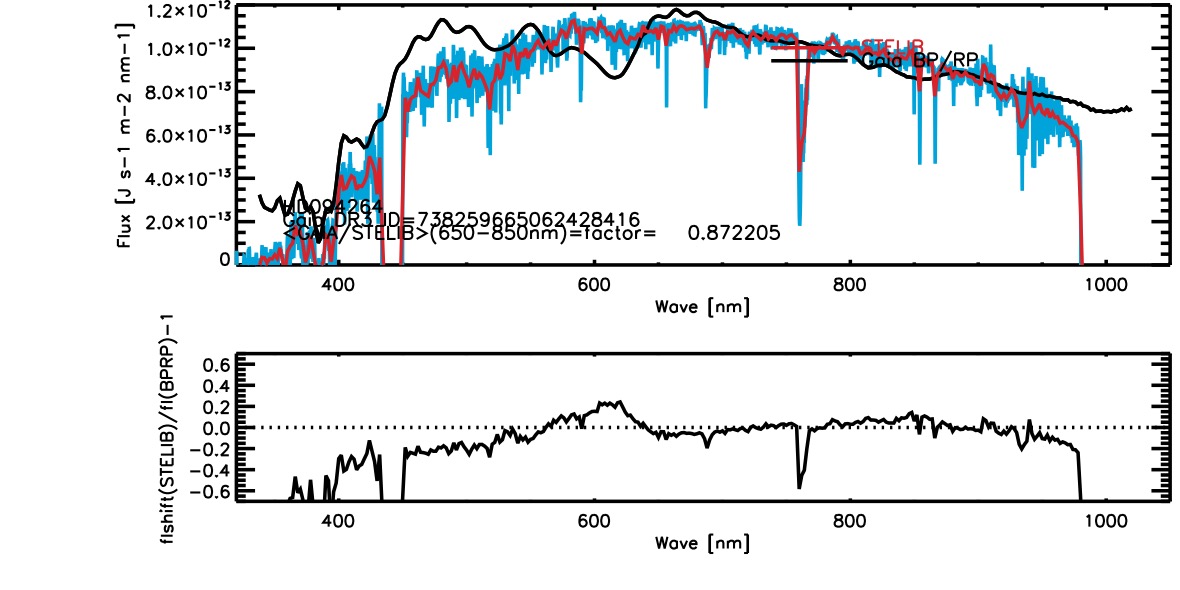 1.2×10−12
1.0×10−12
8.0×10−13
6.0×10−13
4.0×10−13
2.0×10−13
0
Flux [J s−1 m−2 nm−1]
STELIB
Gaia BP/RP
HD094264
Gaia DR3 ID=738259665062428416
<GAIA/STELIB>(650−850nm)=factor= 0.872205
400 600 800 1000
Wave [nm]
flshift(STELIB)/fl(BPRP)−1
0.6
0.4
0.2
0.0
−0.2
−0.4
−0.6
400 600 800 1000
Wave [nm]